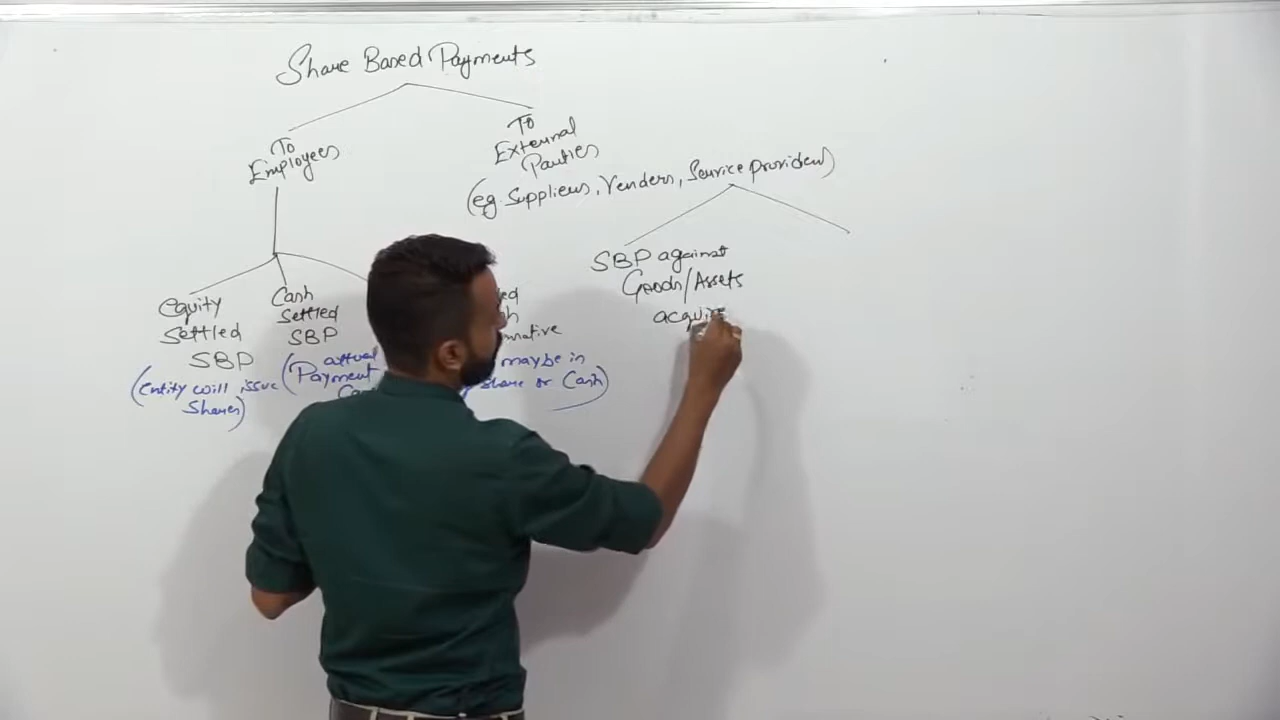 Share Based Payments
To
Employees
To
External
Parties
(eg. Suppliers, Venders, Service providers)
equity
Settled
SBP
(entity will issue
Shares)
Cash
Settled
SBP
(actual
Payment
maybe in
share or Cash)
SBP against
Goods/Assets